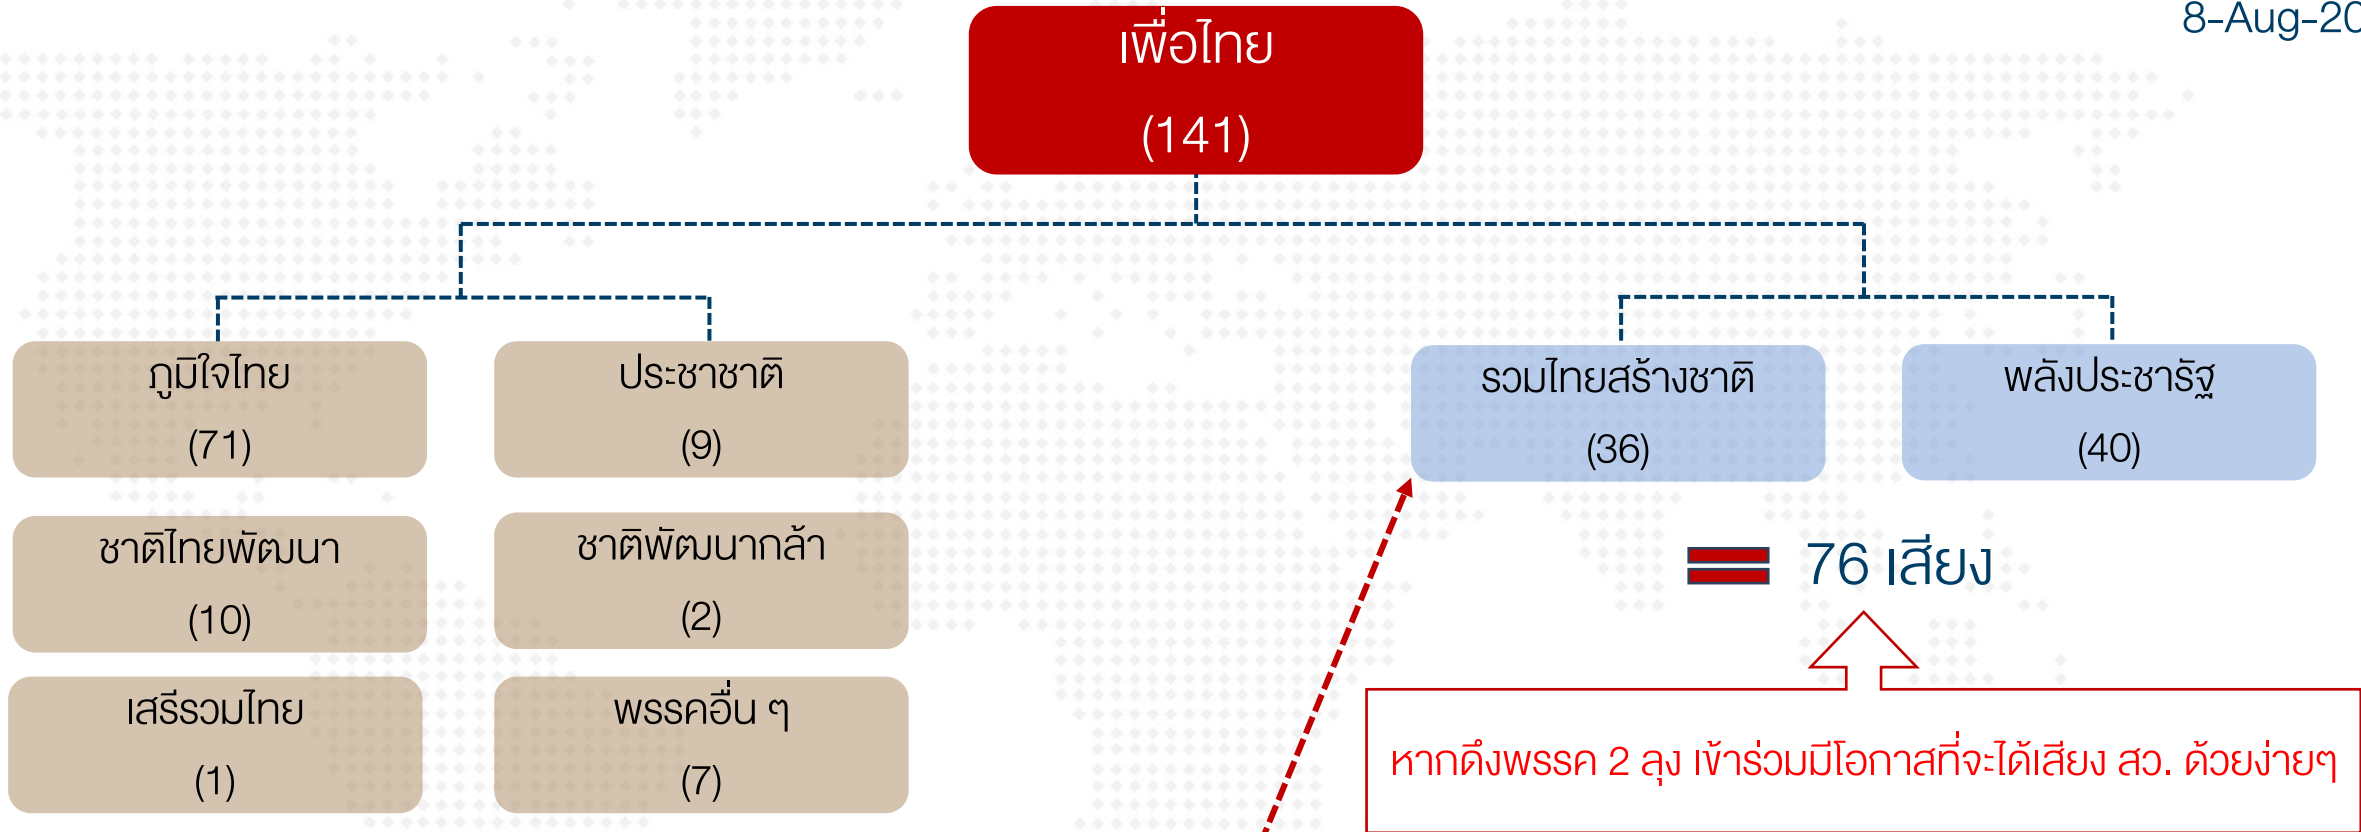 8-Aug-20
เพื่อไทย
(141)
ภูมิใจไทย
(71)
ประชาชาติ
(9)
รวมไทยสร้างชาติ
(36)
พลังประชารัฐ
(40)
ชาติไทยพัฒนา
(10)
ชาติพัฒนากล้า
(2)
76 เสียง
เสรีรวมไทย
(1)
พรรคอื่น ๆ
(7)
หากดึงพรรค 2 ลุง เข้าร่วมมีโอกาสที่จะได้เสียง สว. ด้วยง่ายๆ